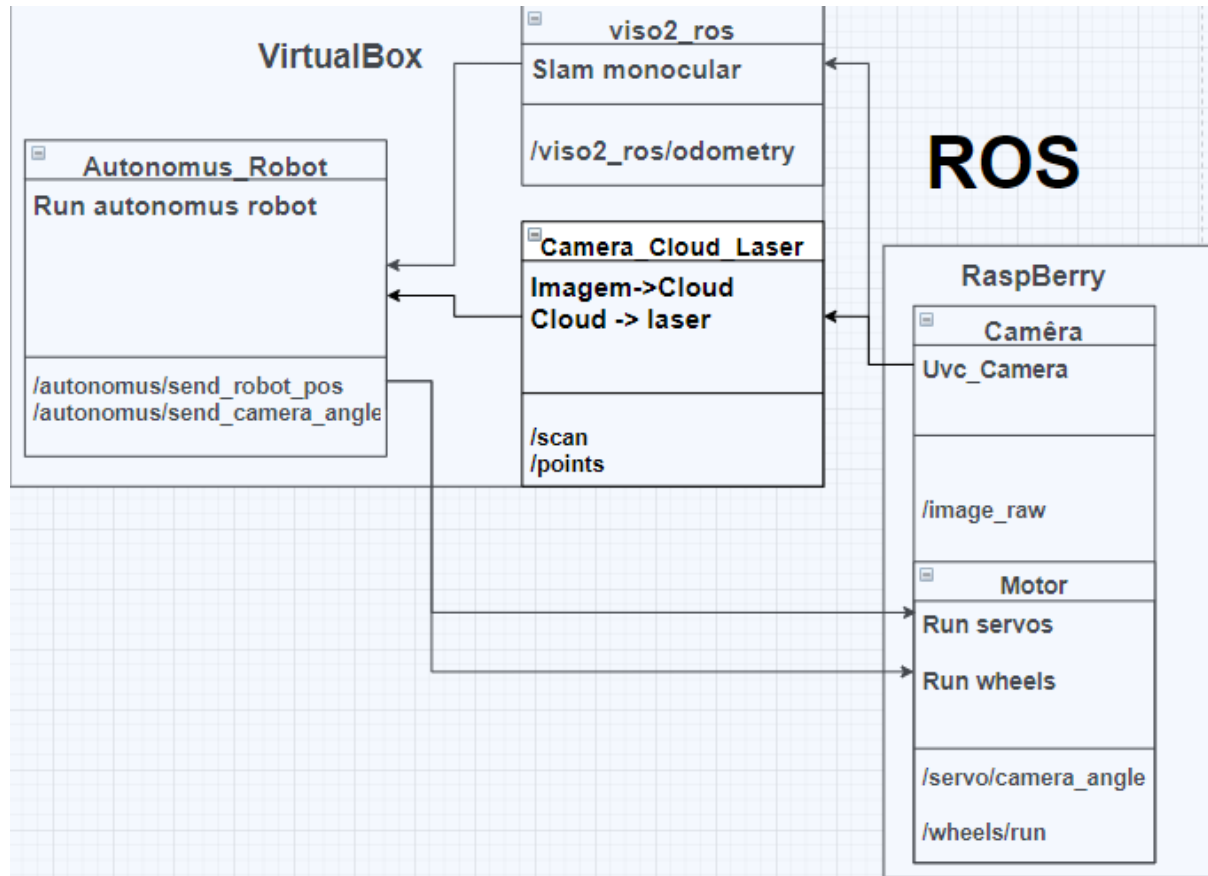 VirtualBox
viso2_ros
Slam monocular
/viso2_ros/odometry
Autonomus_Robot
Run autonomus robot
/autonomus/send_robot_pos
/autonomus/send_camera_angle
Camera_Cloud_Laser
Imagem->Cloud
Cloud -> laser
/scan
/points
ROS
RaspBerry
Camêra
Uvc_Camera
/image_raw
Motor
Run servos
Run wheels
/servo/camera_angle
/wheels/run